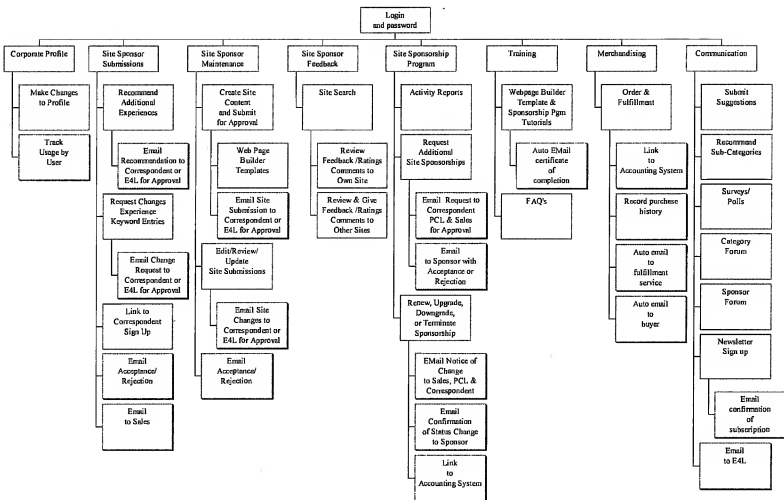 Login
and password
Corporate Profile
Make Changes
to Profile
Track
Usage by
User
Site Sponsor
Submissions
Recommend
Additional
Experiences
Email
Recommendation to
Correspondent or
E4L for Approval
Request Changes
Experience
Keyword Entries
Email Change
Request to
Correspondent or
E4L for Approval
Link to
Correspondent
Sign Up
Email
Acceptance/
Rejection
Email
to Sales
Site Sponsor
Maintenance
Create Site
Content
and Submit
for Approval
Web Page
Builder
Templates
Email Site
Submission to
Correspondent or
E4L for Approval
Edit/Review/
Update
Site Submissions
Email Site
Changes to
Correspondent or
E4L for Approval
Email
Acceptance/
Rejection
Site Sponsor
Feedback
Site Search
Review
Feedback /Ratings
Comments to
Own Site
Review & Give
Feedback /Ratings
Comments to
Other Sites
Site Sponsorship
Program
Activity Reports
Request
Additional
Site Sponsorships
Email Request to
Correspondent
PCL & Sales
for Approval
Email
to Sponsor with
Acceptance or
Rejection
Renew, Upgrade,
Downgrade,
or Terminate
Sponsorship
EMail Notice of
Change
to Sales, PCL &
Correspondent
Email
Confirmation
of Status Change
to Sponsor
Link
to
Accounting System
Training
Webpage Builder
Template &
Sponsorship Pgm
Tutorials
Auto EMail
certificate
of
completion
FAQ's
Merchandising
Order &
Fulfillment
Link
to
Accounting System
Record purchase
history
Auto email
to
fulfillment
service
Auto email
to
buyer
Communication
Submit
Suggestions
Recommend
Sub-Categories
Surveys/
Polls
Category
Forum
Sponsor
Forum
Newsletter
Sign up
Email
confirmation
of
subscription
Email
to E4L